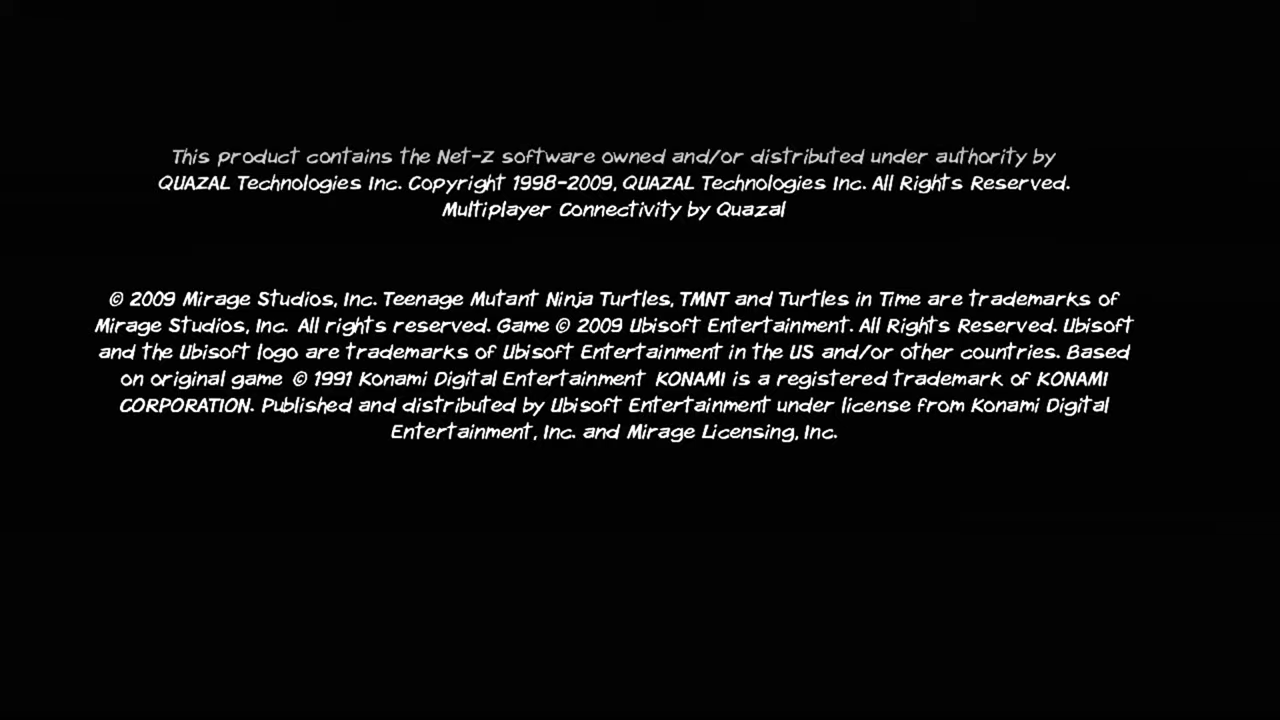 This product contains the Net-Z software owned and/or distributed under authority by
QUAZAL Technologies Inc. Copyright 1998-2009, QUAZAL Technologies Inc. All Rights Reserved.
Multiplayer Connectivity by Quazal
© 2009 Mirage Studios, Inc. Teenage Mutant Ninja Turtles, TMNT and Turtles in Time are trademarks of
Mirage Studios, Inc. All rights reserved. Game © 2009 Ubisoft Entertainment. All Rights Reserved. Ubisoft
and the Ubisoft logo are trademarks of Ubisoft Entertainment in the US and/or other countries. Based
on original game © 1991 Konami Digital Entertainment KONAMI is a registered trademark of KONAMI
CORPORATION. Published and distributed by Ubisoft Entertainment under license from Konami Digital
Entertainment, Inc. and Mirage Licensing, Inc.